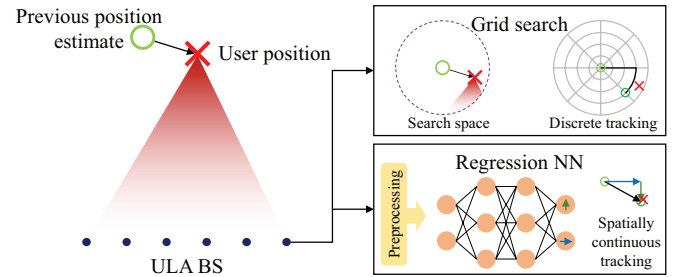 Previous position
estimate
User position
ULA BS
Grid search
Search space
Discrete tracking
Regression NN
Preprocessing
Spatially
continuous
tracking